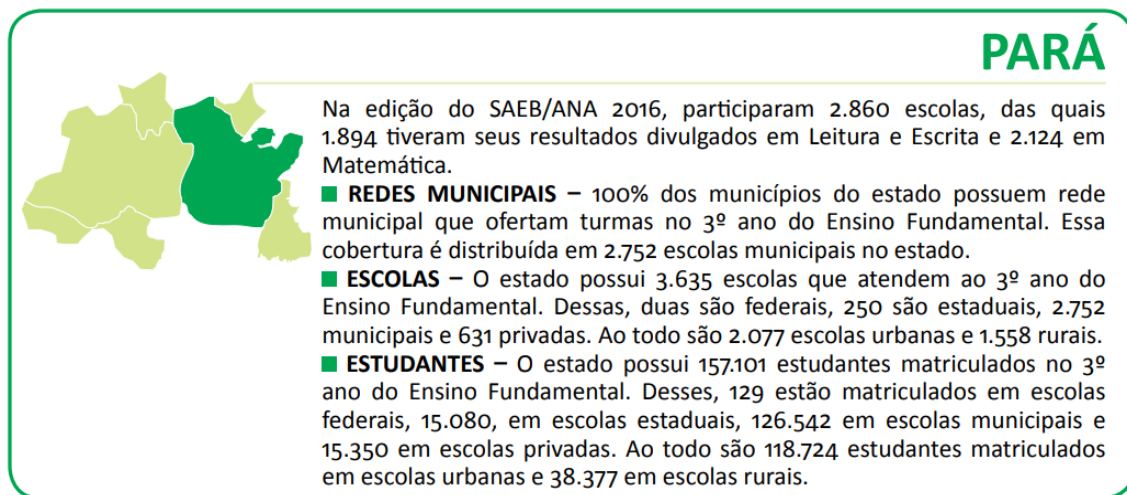 PARÁ
Na edição do SAEB/ANA 2016, participaram 2.860 escolas, das quais
1.894 tiveram seus resultados divulgados em Leitura e Escrita e 2.124 em
Matemática.
■ REDES MUNICIPAIS – 100% dos municípios do estado possuem rede
municipal que ofertam turmas no 3º ano do Ensino Fundamental. Essa
cobertura é distribuída em 2.752 escolas municipais no estado.
■ ESCOLAS – O estado possui 3.635 escolas que atendem ao 3º ano do
Ensino Fundamental. Dessas, duas são federais, 250 são estaduais, 2.752
municipais e 631 privadas. Ao todo são 2.077 escolas urbanas e 1.558 rurais.
■ ESTUDANTES – O estado possui 157.101 estudantes matriculados no 3º
ano do Ensino Fundamental. Desses, 129 estão matriculados em escolas
federais, 15.080, em escolas estaduais, 126.542 em escolas municipais e
15.350 em escolas privadas. Ao todo são 118.724 estudantes matriculados
em escolas urbanas e 38.377 em escolas rurais.